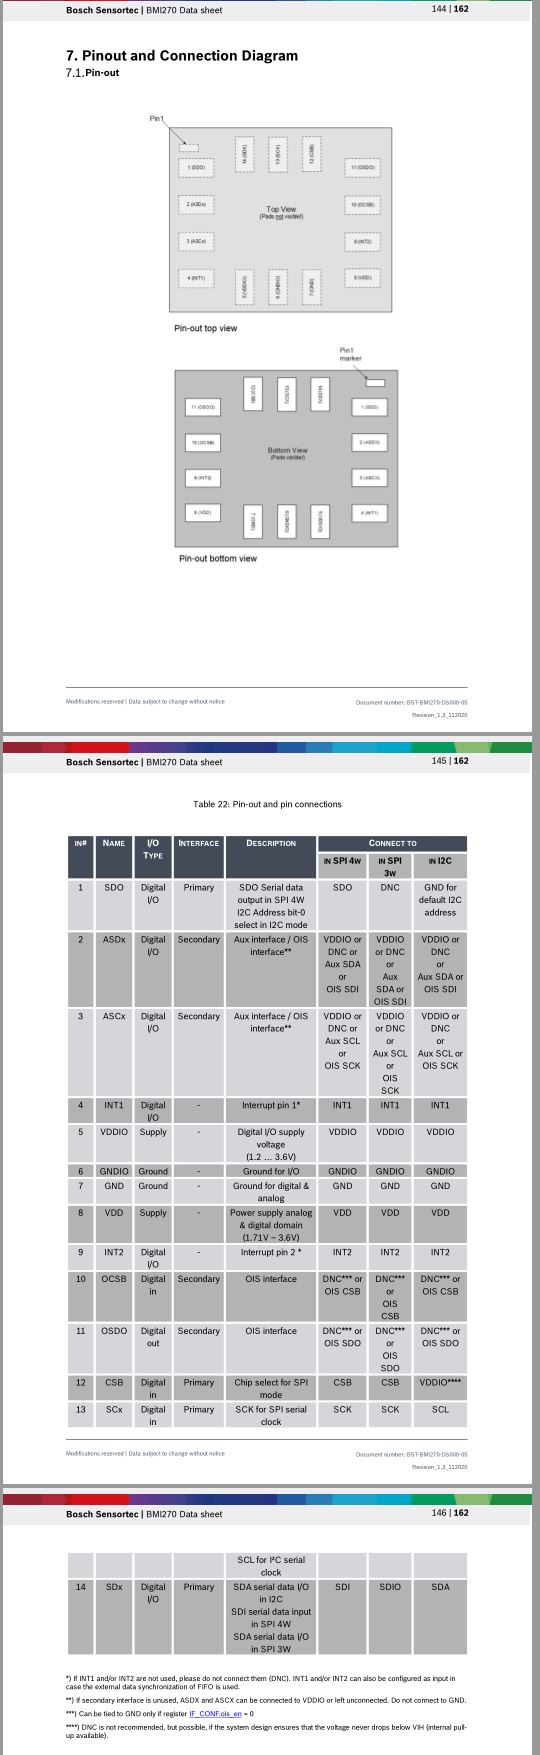 Bosch Sensortec | BMI270 Data sheet 144 | 162
7. Pinout and Connection Diagram
7.1.Pin-out
Pin1
14 (SDX)
13 (SCX)
12 (CSB)
1 (SDO)
11 (OSDO)
2 (ASDx)
10 (OCSB)
Top View
(Pads not visible!)
3 (ASCx)
9 (INT2)
4 (INT1)
5 (VDDIO)
6 (GNDIO)
7 (GND)
8 (VDD)
Pin-out top view
Pin1
marker
12 (CSB)
13 (SCX)
14 (SDX)
11 (OSDO)
1 (SDO)
10 (OCSB)
2 (ASDX)
Bottom View
(Pads visible!)
9 (INT2)
3 (ASCX)
8 (VDD)
7 (GND)
6 (GNDIO)
5 (VDDIO)
4 (INT1)
Pin-out bottom view
Modifications reserved | Data subject to change without notice Document number: BST-BMI270-DS000-05
Revision_1.3_112020
Bosch Sensortec | BMI270 Data sheet 145 | 162
Table 22: Pin-out and pin connections
IN# NAME I/O INTERFACE DESCRIPTION CONNECT TO
TYPE IN SPI 4W IN SPI IN I2C
3W
1 SDO Digital Primary SDO Serial data SDO DNC GND for
I/O output in SPI 4W default I2C
I2C Address bit-0 address
select in I2C mode
2 ASDx Digital Secondary Aux interface / OIS VDDIO or VDDIO VDDIO or
I/O interface** DNC or or DNC DNC
Aux SDA or or
or Aux Aux SDA or
OIS SDI SDA or OIS SDI
OIS SDI
3 ASCx Digital Secondary Aux interface / OIS VDDIO or VDDIO VDDIO or
I/O interface** DNC or or DNC DNC
Aux SCL or or
or Aux SCL Aux SCL or
OIS SCK or OIS SCK
OIS
SCK
4 INT1 Digital - Interrupt pin 1* INT1 INT1 INT1
I/O
5 VDDIO Supply - Digital I/O supply VDDIO VDDIO VDDIO
voltage
(1.2 ... 3.6V)
6 GNDIO Ground - Ground for I/O GNDIO GNDIO GNDIO
7 GND Ground - Ground for digital & GND GND GND
analog
8 VDD Supply - Power supply analog VDD VDD VDD
& digital domain
(1.71V – 3.6V)
9 INT2 Digital - Interrupt pin 2 * INT2 INT2 INT2
I/O
10 OCSB Digital Secondary OIS interface DNC*** or DNC*** DNC*** or
in OIS CSB or OIS CSB
OIS
CSB
11 OSDO Digital Secondary OIS interface DNC*** or DNC*** DNC*** or
out OIS SDO or OIS SDO
OIS
SDO
12 CSB Digital Primary Chip select for SPI CSB CSB VDDIO****
in mode
13 SCx Digital Primary SCK for SPI serial SCK SCK SCL
in clock
Modifications reserved | Data subject to change without notice Document number: BST-BMI270-DS000-05
Revision_1.3_112020
Bosch Sensortec | BMI270 Data sheet 146 | 162
SCL for I²C serial
clock
14 SDx Digital Primary SDA serial data I/O SDI SDIO SDA
I/O in I2C
SDI serial data input
in SPI 4W
SDA serial data I/O
in SPI 3W
*) If INT1 and/or INT2 are not used, please do not connect them (DNC). INT1 and/or INT2 can also be configured as input in
case the external data synchronization of FIFO is used.
**) If secondary interface is unused, ASDX and ASCX can be connected to VDDIO or left unconnected. Do not connect to GND.
***) Can be tied to GND only if register IF_CONF.ois_en = 0
****) DNC is not recommended, but possible, if the system design ensures that the voltage never drops below VIH (internal pull-
up available).